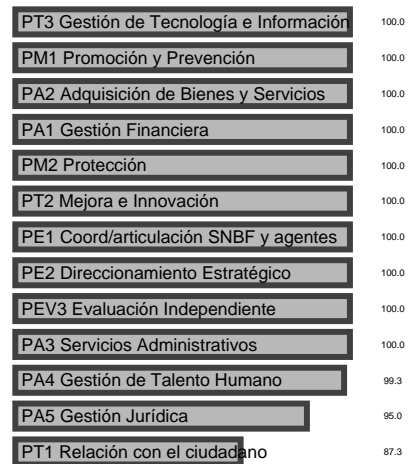 PT3 Gestión de Tecnología e Información 100.0
PM1 Promoción y Prevención 100.0
PA2 Adquisición de Bienes y Servicios 100.0
PA1 Gestión Financiera 100.0
PM2 Protección 100.0
PT2 Mejora e Innovación 100.0
PE1 Coord/articulación SNBF y agentes 100.0
PE2 Direccionamiento Estratégico 100.0
PEV3 Evaluación Independiente 100.0
PA3 Servicios Administrativos 100.0
PA4 Gestión de Talento Humano 99.3
PA5 Gestión Jurídica 95.0
PT1 Relación con el ciudadano 87.3